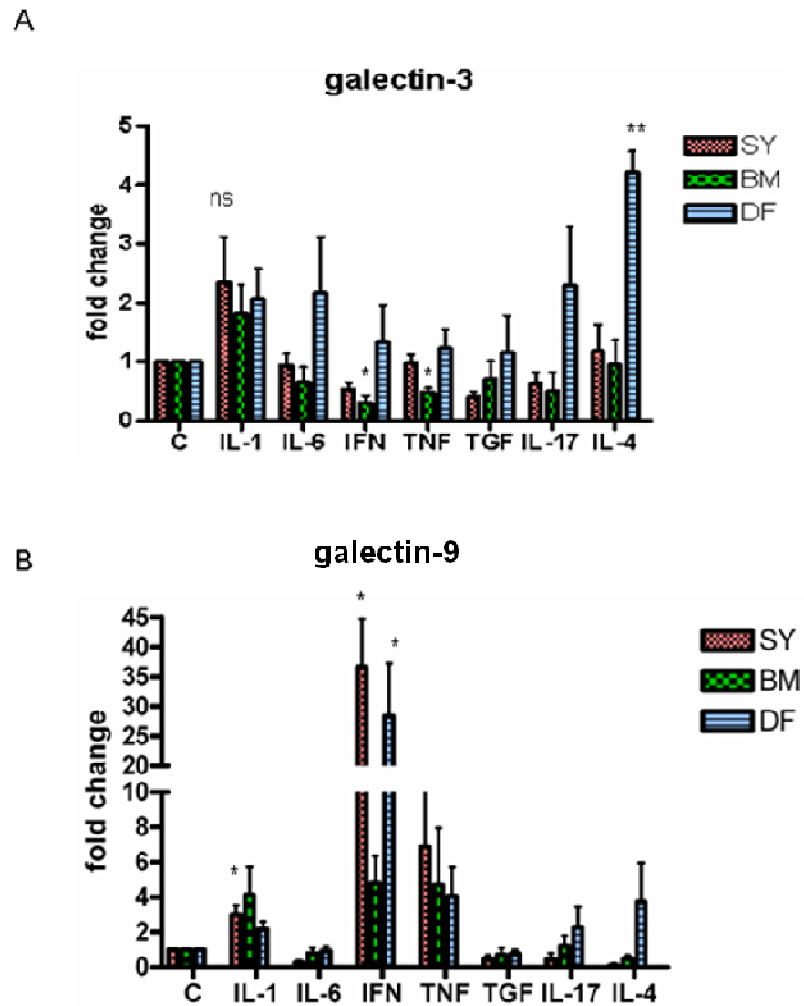 A
galectin-3
fold change
5
4
3
2
1
0
ns
*
*
**
SY
BM
DF
C IL-1 IL-6 IFN TNF TGF IL-17 IL-4
B
galectin-9
fold change
45
40
35
30
25
20
10
8
6
4
2
0
*
*
*
SY
BM
DF
C IL-1 IL-6 IFN TNF TGF IL-17 IL-4